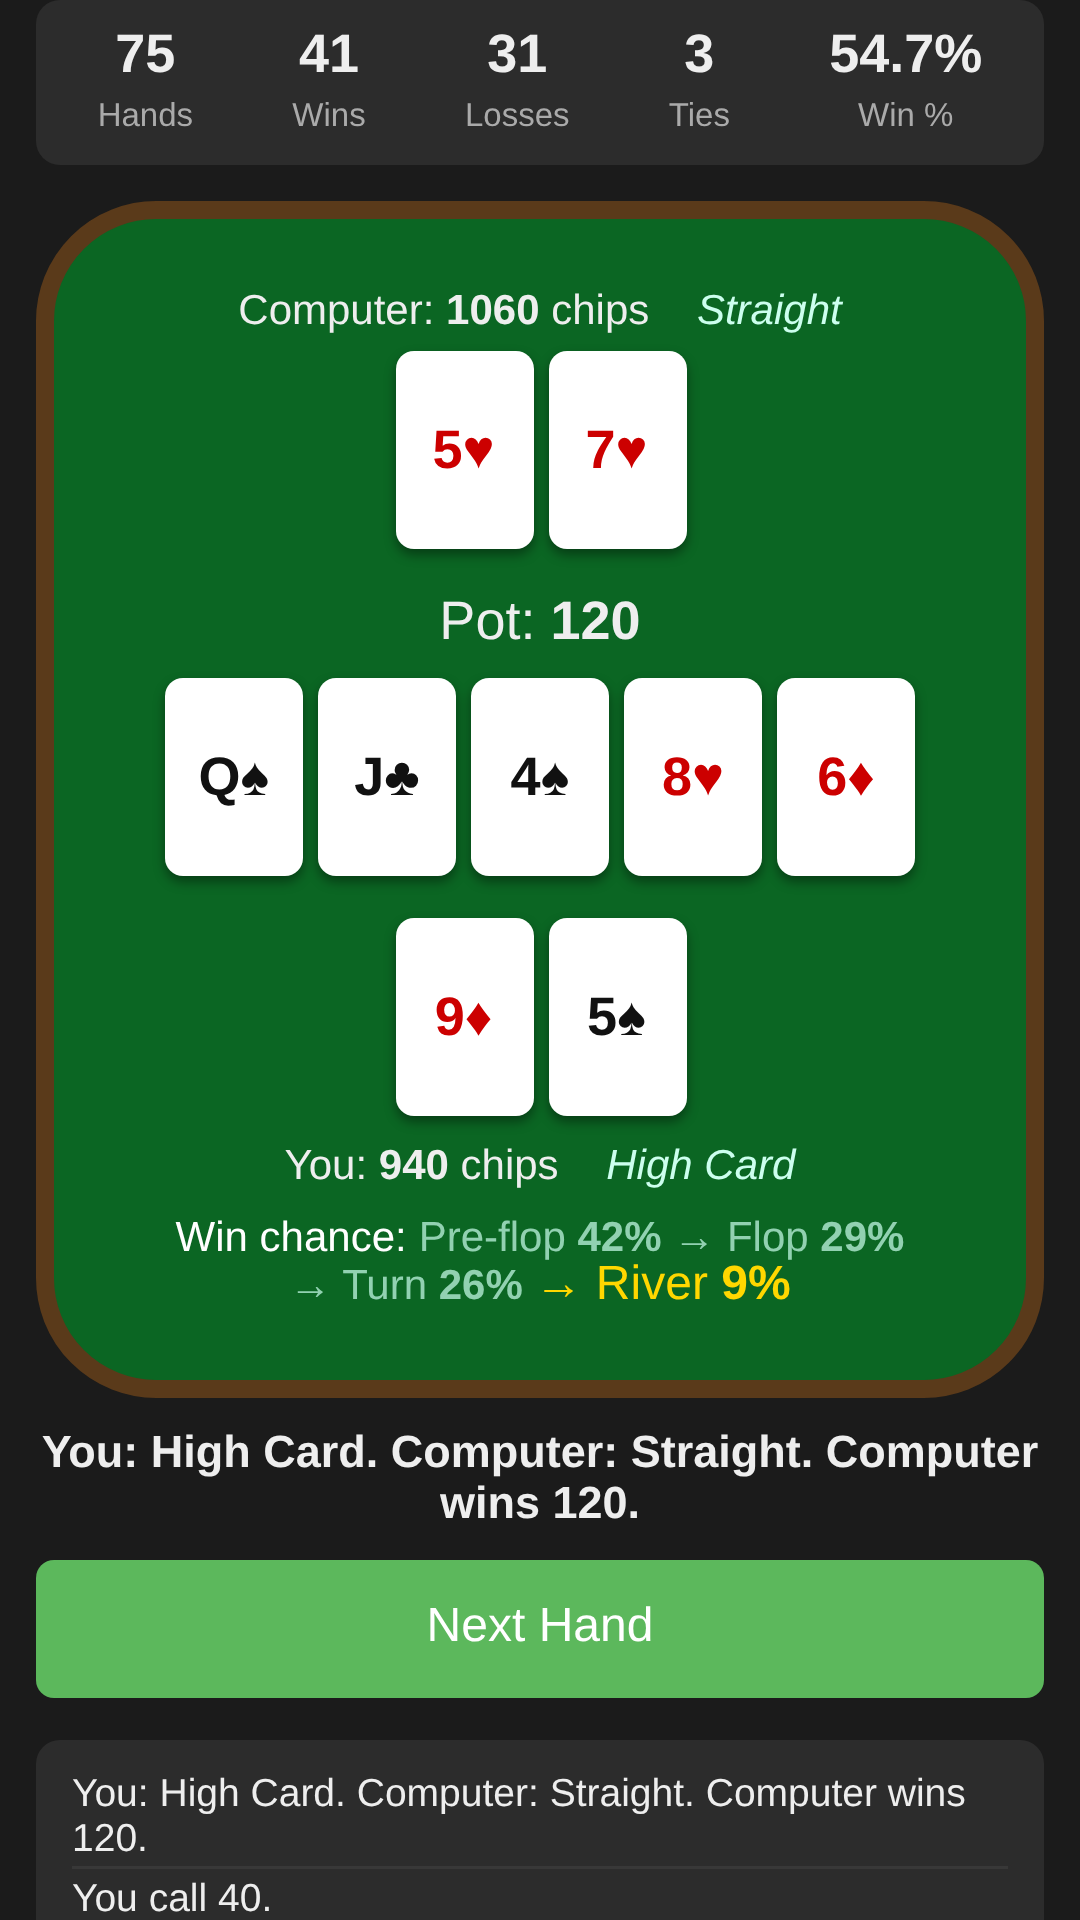 75 41 31 3 54.7%
Hands Wins Losses Ties Win %
Computer: 1060 chips Straight
5♥ 7♥
Pot: 120
Q♠ J♣ 4♠ 8♥ 6♦
9♦ 5♠
You: 940 chips High Card
Win chance: Pre-flop 42% → Flop 29%
→ Turn 26% → River 9%
You: High Card. Computer: Straight. Computer
wins 120.
Next Hand
You: High Card. Computer: Straight. Computer wins
120.
You call 40.